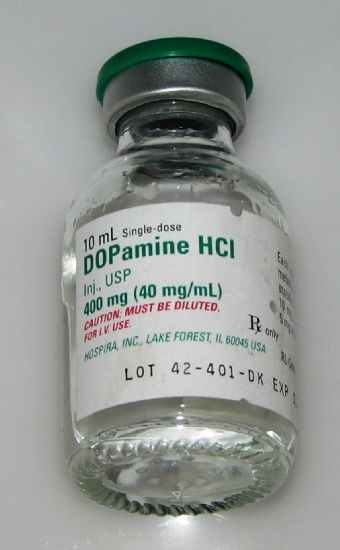 10 mL Single-dose
DOPamine HCl
Inj., USP
400 mg (40 mg/mL)
CAUTION: MUST BE DILUTED.
FOR I.V. USE.
HOSPIRA, INC., LAKE FOREST, IL 60045 USA
℞ only
LOT 42-401-DK EXP
Each